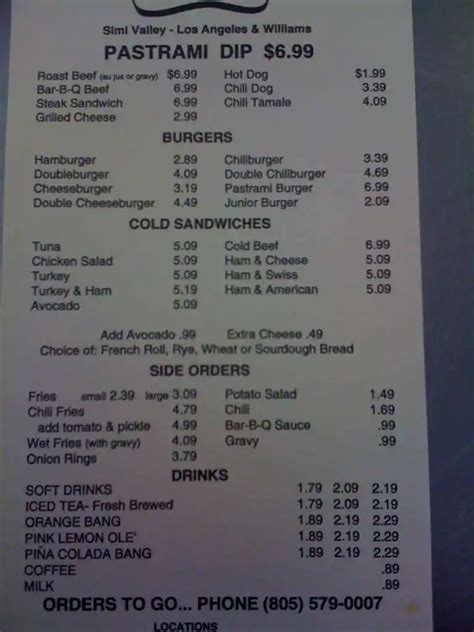 Simi Valley - Los Angeles & Williams
PASTRAMI DIP $6.99
Roast Beef (au jus or gravy) $6.99 Hot Dog $1.99
Bar-B-Q Beef 6.99 Chili Dog 3.39
Steak Sandwich 6.99 Chili Tamale 4.09
Grilled Cheese 2.99
BURGERS
Hamburger 2.89 Chiliburger 3.39
Doubleburger 4.09 Double Chiliburger 4.69
Cheeseburger 3.19 Pastrami Burger 6.99
Double Cheeseburger 4.49 Junior Burger 2.09
COLD SANDWICHES
Tuna 5.09 Cold Beef 6.99
Chicken Salad 5.09 Ham & Cheese 5.09
Turkey 5.09 Ham & Swiss 5.09
Turkey & Ham 5.19 Ham & American 5.09
Avocado 5.09
Add Avocado .99 Extra Cheese .49
Choice of: French Roll, Rye, Wheat or Sourdough Bread
SIDE ORDERS
Fries small 2.39 large 3.09 Potato Salad 1.49
Chili Fries 4.79 Chili 1.69
add tomato & pickle 4.99 Bar-B-Q Sauce .99
Wet Fries (with gravy) 4.09 Gravy .99
Onion Rings 3.79
DRINKS
SOFT DRINKS 1.79 2.09 2.19
ICED TEA- Fresh Brewed 1.79 2.09 2.19
ORANGE BANG 1.89 2.19 2.29
PINK LEMON OLE' 1.89 2.19 2.29
PIÑA COLADA BANG 1.89 2.19 2.29
COFFEE .89
MILK .89
ORDERS TO GO... PHONE (805) 579-0007
LOCATIONS